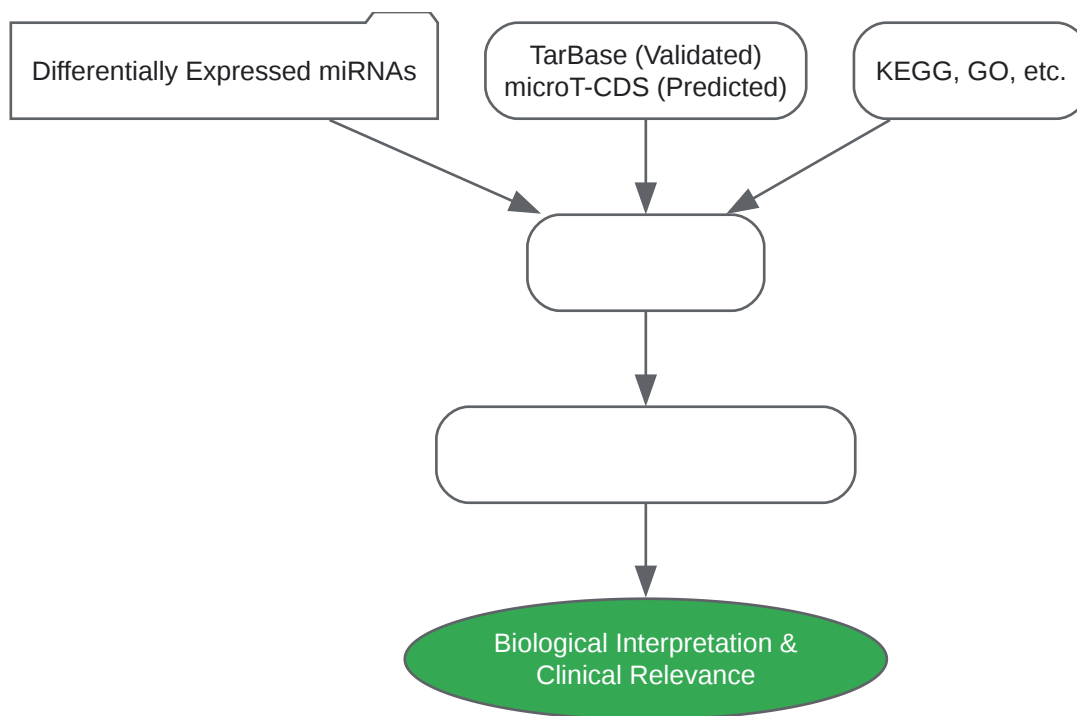 Differentially Expressed miRNAs
TarBase (Validated)
microT-CDS (Predicted)
KEGG, GO, etc.
Biological Interpretation &
Clinical Relevance